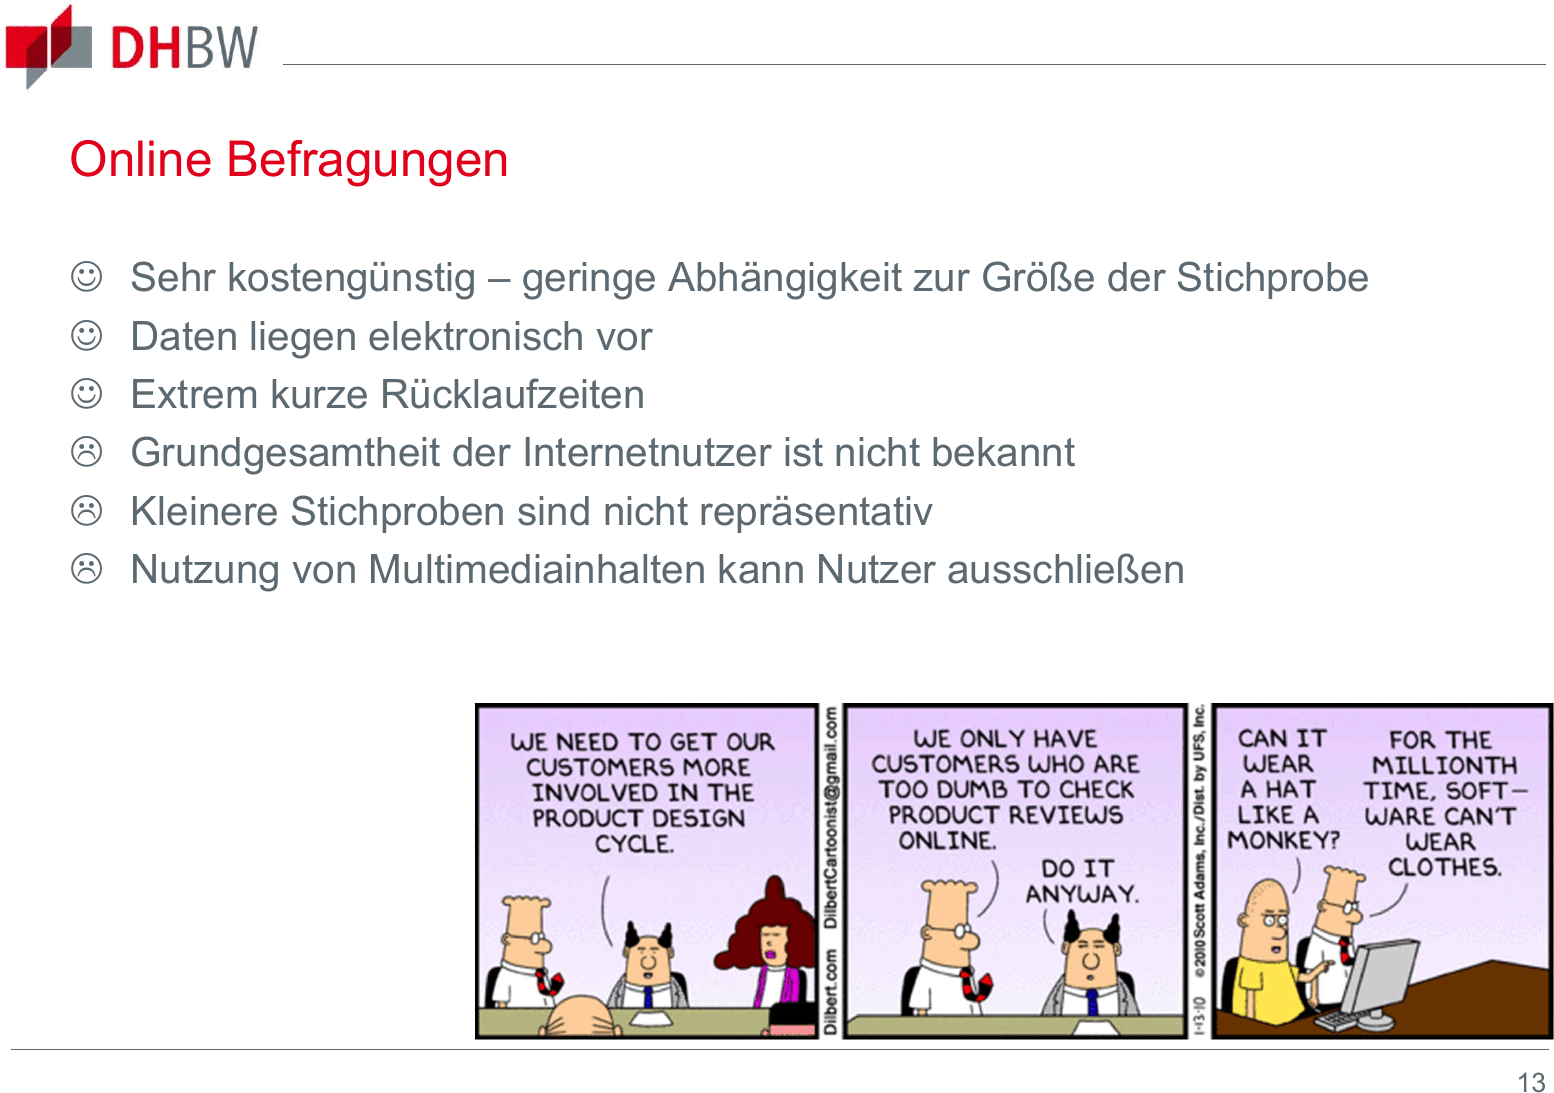 DHBW
Online Befragungen
☺ Sehr kostengünstig – geringe Abhängigkeit zur Größe der Stichprobe
☺ Daten liegen elektronisch vor
☺ Extrem kurze Rücklaufzeiten
☹ Grundgesamtheit der Internetnutzer ist nicht bekannt
☹ Kleinere Stichproben sind nicht repräsentativ
☹ Nutzung von Multimediainhalten kann Nutzer ausschließen
WE NEED TO GET OUR
CUSTOMERS MORE
INVOLVED IN THE
PRODUCT DESIGN
CYCLE.
Dilbert.com DilbertCartoonist@gmail.com
WE ONLY HAVE
CUSTOMERS WHO ARE
TOO DUMB TO CHECK
PRODUCT REVIEWS
ONLINE.
DO IT
ANYWAY.
1-13-10 ©2010 Scott Adams, Inc./Dist. by UFS, Inc.
CAN IT
WEAR
A HAT
LIKE A
MONKEY?
FOR THE
MILLIONTH
TIME, SOFT-
WARE CAN'T
WEAR
CLOTHES.
13